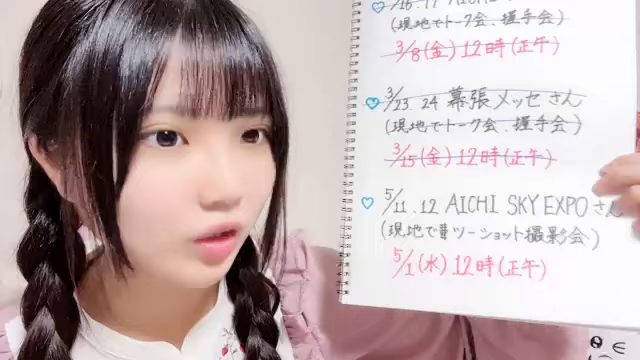 (現地でトーク会、握手会)
3/8(金)12時(正午)
3/23.24 幕張メッセさん
(現地でトーク会、握手会)
3/15(金)12時(正午)
5/11.12 AICHI SKY EXPOさん
(現地で ツーショット撮影会)
5/1(水)12時(正午)